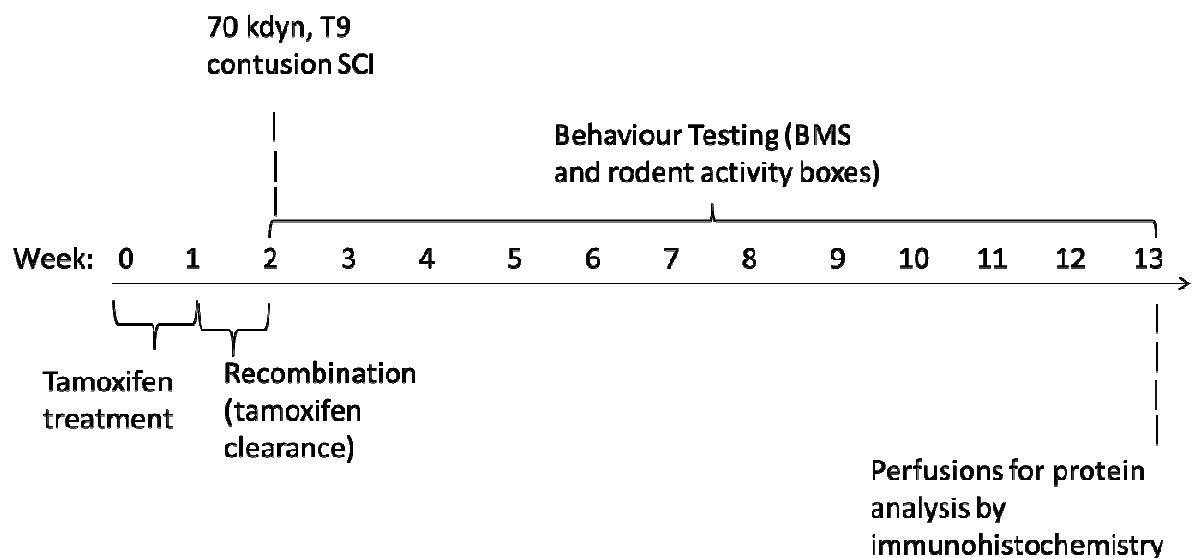 70 kdyn, T9
contusion SCI
Behaviour Testing (BMS
and rodent activity boxes)
Week: 0 1 2 3 4 5 6 7 8 9 10 11 12 13
Tamoxifen
treatment
Recombination
(tamoxifen
clearance)
Perfusions for protein
analysis by
immunohistochemistry